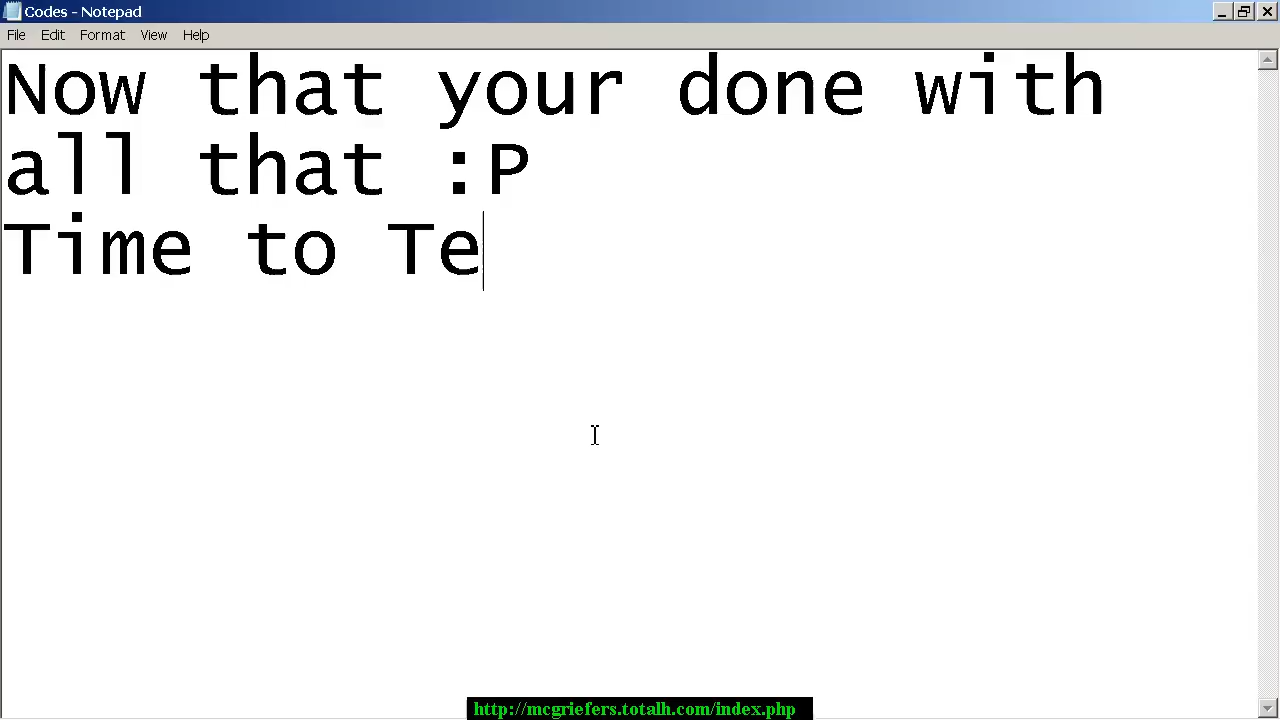 Codes - Notepad
File Edit Format View Help
Now that your done with
all that :P
Time to Te
http://mcgriefers.totalh.com/index.php